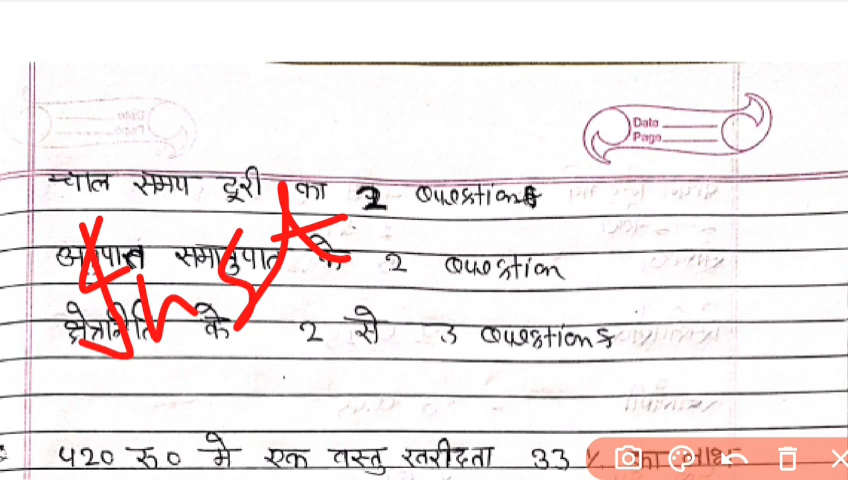 Date
Page
चाल समय दूरी का 2 Questions
समानुपात के 2 Question
क्षेत्रमिति के 2 से 3 Questions
420 रू० मे एक वस्तु खरीदता 33 %